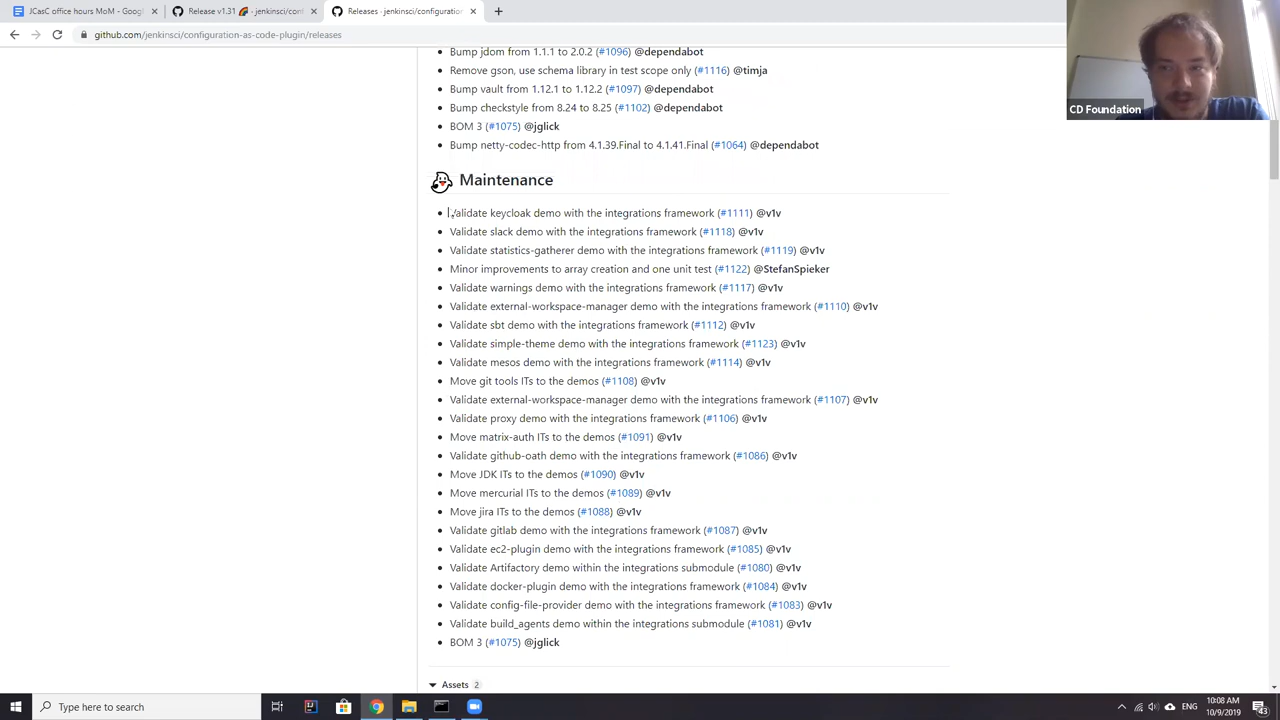 JCasC office hours MoM - Googl
Release v1.31 🌈 - jenkinsci/conf
Releases · jenkinsci/configuration
github.com/jenkinsci/configuration-as-code-plugin/releases
CD Foundation
Bump jdom from 1.1.1 to 2.0.2 (#1096) @dependabot
Remove gson, use schema library in test scope only (#1116) @timja
Bump vault from 1.12.1 to 1.12.2 (#1097) @dependabot
Bump checkstyle from 8.24 to 8.25 (#1102) @dependabot
BOM 3 (#1075) @jglick
Bump netty-codec-http from 4.1.39.Final to 4.1.41.Final (#1064) @dependabot
Maintenance
Validate keycloak demo with the integrations framework (#1111) @v1v
Validate slack demo with the integrations framework (#1118) @v1v
Validate statistics-gatherer demo with the integrations framework (#1119) @v1v
Minor improvements to array creation and one unit test (#1122) @StefanSpieker
Validate warnings demo with the integrations framework (#1117) @v1v
Validate external-workspace-manager demo with the integrations framework (#1110) @v1v
Validate sbt demo with the integrations framework (#1112) @v1v
Validate simple-theme demo with the integrations framework (#1123) @v1v
Validate mesos demo with the integrations framework (#1114) @v1v
Move git tools ITs to the demos (#1108) @v1v
Validate external-workspace-manager demo with the integrations framework (#1107) @v1v
Validate proxy demo with the integrations framework (#1106) @v1v
Move matrix-auth ITs to the demos (#1091) @v1v
Validate github-oath demo with the integrations framework (#1086) @v1v
Move JDK ITs to the demos (#1090) @v1v
Move mercurial ITs to the demos (#1089) @v1v
Move jira ITs to the demos (#1088) @v1v
Validate gitlab demo with the integrations framework (#1087) @v1v
Validate ec2-plugin demo with the integrations framework (#1085) @v1v
Validate Artifactory demo within the integrations submodule (#1080) @v1v
Validate docker-plugin demo with the integrations framework (#1084) @v1v
Validate config-file-provider demo with the integrations framework (#1083) @v1v
Validate build_agents demo within the integrations submodule (#1081) @v1v
BOM 3 (#1075) @jglick
Assets 2
Type here to search
ENG
10:08 AM
10/9/2019
43